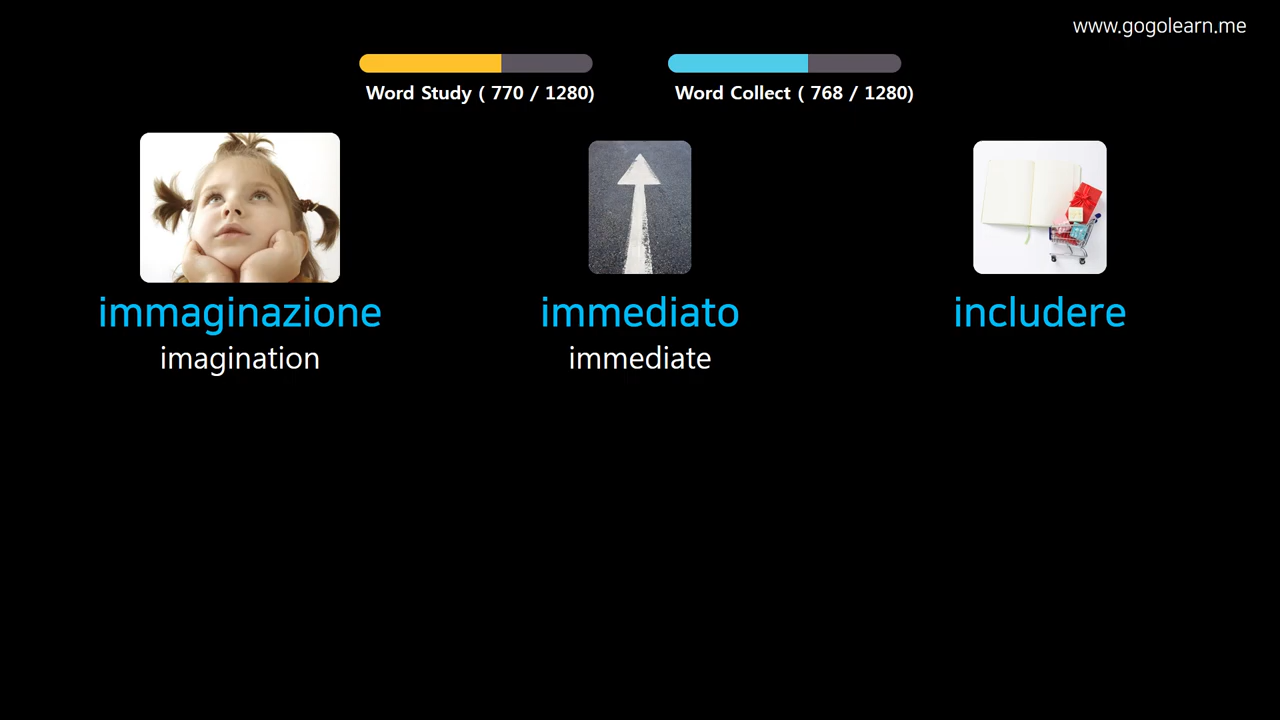 www.gogolearn.me
Word Study ( 770 / 1280)
Word Collect ( 768 / 1280)
immaginazione
imagination
immediato
immediate
includere